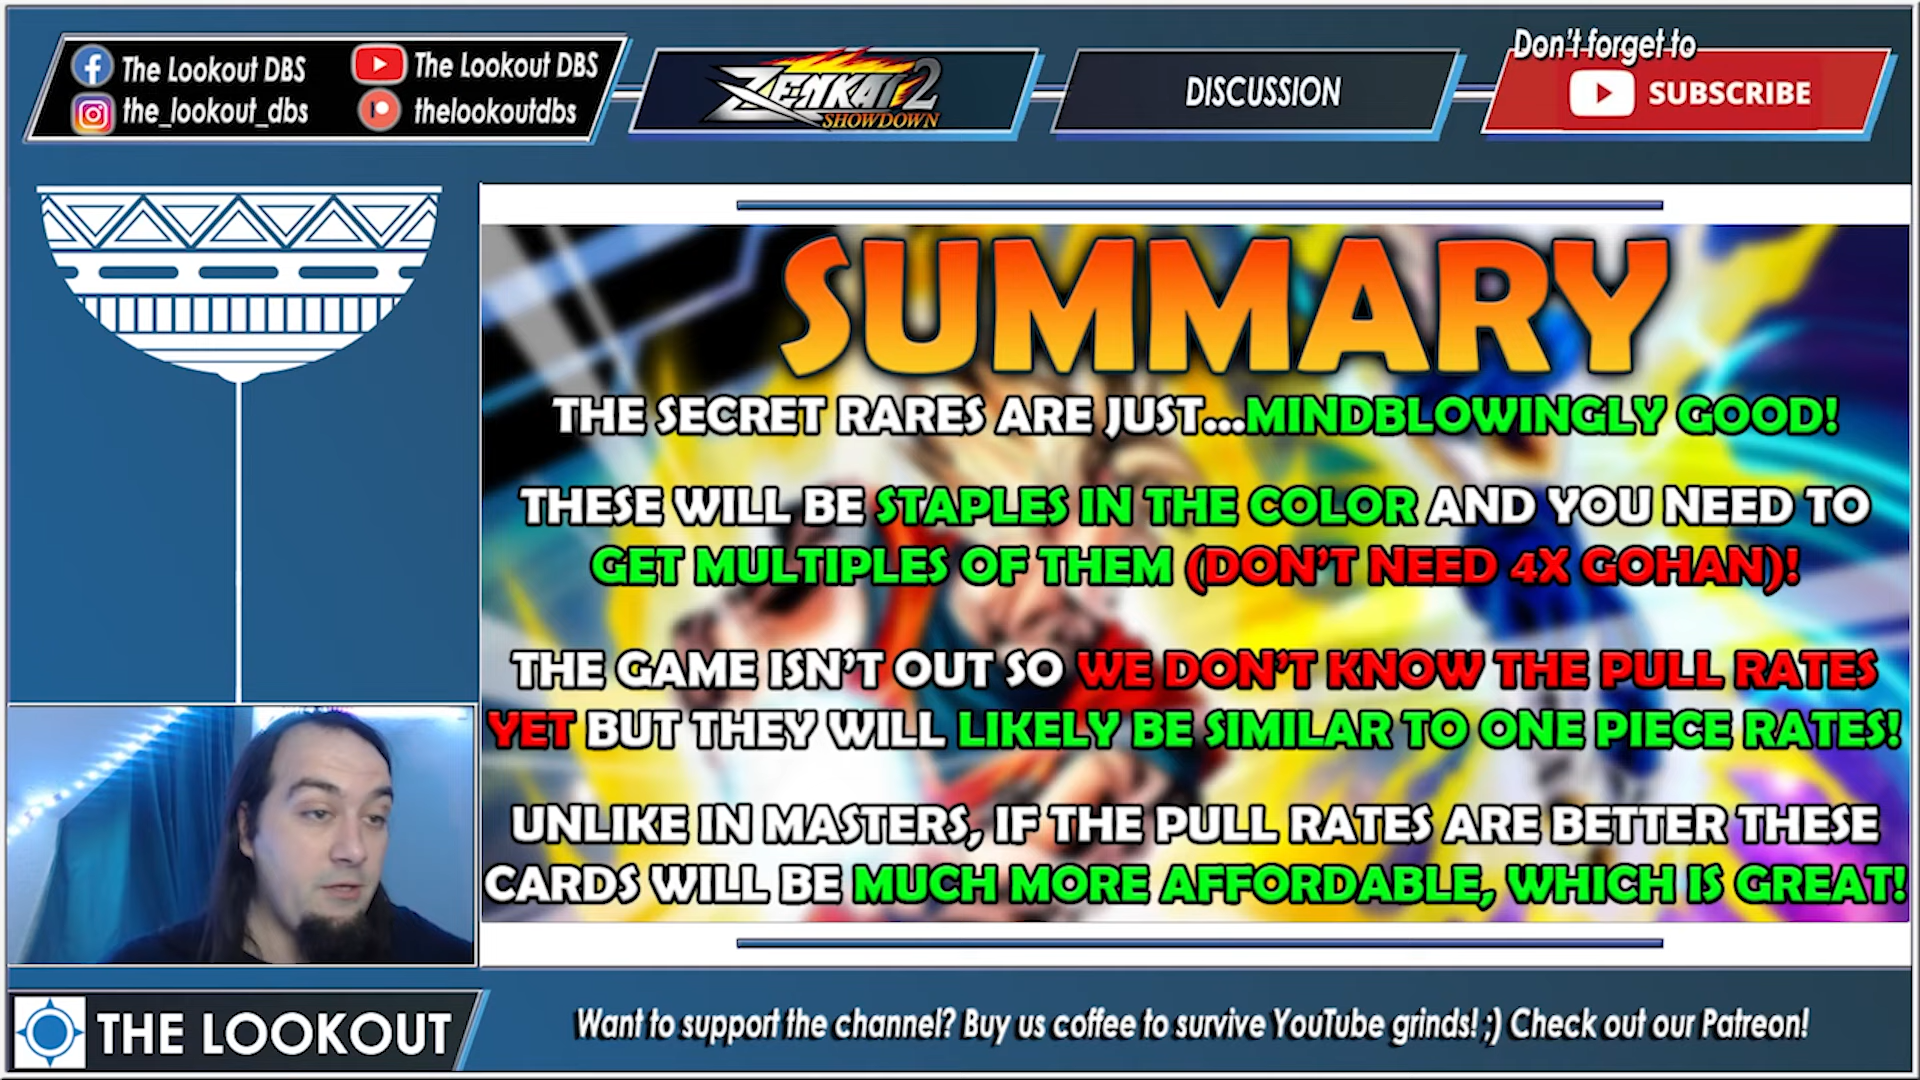 The Lookout DBS
The Lookout DBS
the_lookout_dbs
thelookoutdbs
ZENKAI 2
SHOWDOWN
DISCUSSION
Don't forget to
SUBSCRIBE
SUMMARY
THE SECRET RARES ARE JUST...MINDBLOWINGLY GOOD!
THESE WILL BE STAPLES IN THE COLOR AND YOU NEED TO
GET MULTIPLES OF THEM (DON'T NEED 4X GOHAN)!
THE GAME ISN'T OUT SO WE DON'T KNOW THE PULL RATES
YET BUT THEY WILL LIKELY BE SIMILAR TO ONE PIECE RATES!
UNLIKE IN MASTERS, IF THE PULL RATES ARE BETTER THESE
CARDS WILL BE MUCH MORE AFFORDABLE, WHICH IS GREAT!
THE LOOKOUT
Want to support the channel? Buy us coffee to survive YouTube grinds! ;) Check out our Patreon!